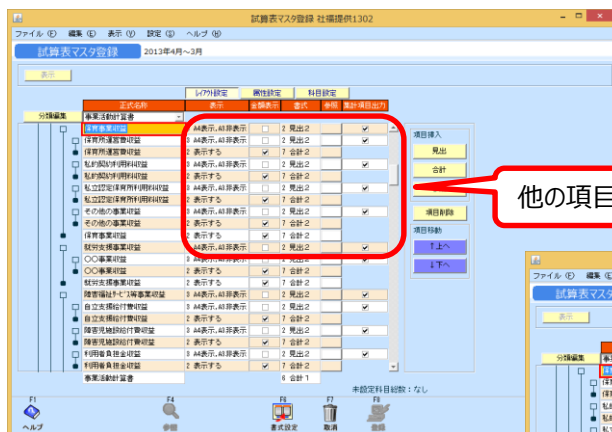 試算表マスタ登録 社福提供1302
ファイル(F) 編集(E) 表示(V) 設定(S) ヘルプ(H)
試算表マスタ登録 2013年4月~3月
表示
レイアウト設定 属性設定 科目設定
正式名称 表示 金額表示 書式 参照 集計項目出力
分類編集 事業活動計算書
保育事業収益 3 A4表示、A3非表示 2 見出2
保育所運営費収益 3 A4表示、A3非表示 2 見出2
保育所運営費収益 2 表示する 7 合計2
私的契約利用料収益 3 A4表示、A3非表示 2 見出2
私的契約利用料収益 2 表示する 7 合計2
私立認定保育所利用料収益 3 A4表示、A3非表示 2 見出2
私立認定保育所利用料収益 2 表示する 7 合計2
その他の事業収益 3 A4表示、A3非表示 2 見出2
その他の事業収益 2 表示する 7 合計2
保育事業収益 2 表示する 7 合計2
就労支援事業収益 3 A4表示、A3非表示 2 見出2
〇〇事業収益 3 A4表示、A3非表示 2 見出2
〇〇事業収益 2 表示する 7 合計2
就労支援事業収益 2 表示する 7 合計2
障害福祉サービス等事業収益 3 A4表示、A3非表示 2 見出2
自立支援給付費収益 3 A4表示、A3非表示 2 見出2
自立支援給付費収益 2 表示する 7 合計2
障害児施設給付費収益 3 A4表示、A3非表示 2 見出2
障害児施設給付費収益 2 表示する 7 合計2
利用者負担金収益 3 A4表示、A3非表示 2 見出2
利用者負担金収益 2 表示する 7 合計2
事業活動計算書 6 合計1
項目挿入
見出
合計
項目削除
項目移動
↑上へ
↓下へ
未設定科目総数:なし
F1 F4 F6 F7 F8
ヘルプ 参照 書式設定 取消 登録
他の項目
ファイル(F) 編集(E)
試算表マスタ
表示
分類編集